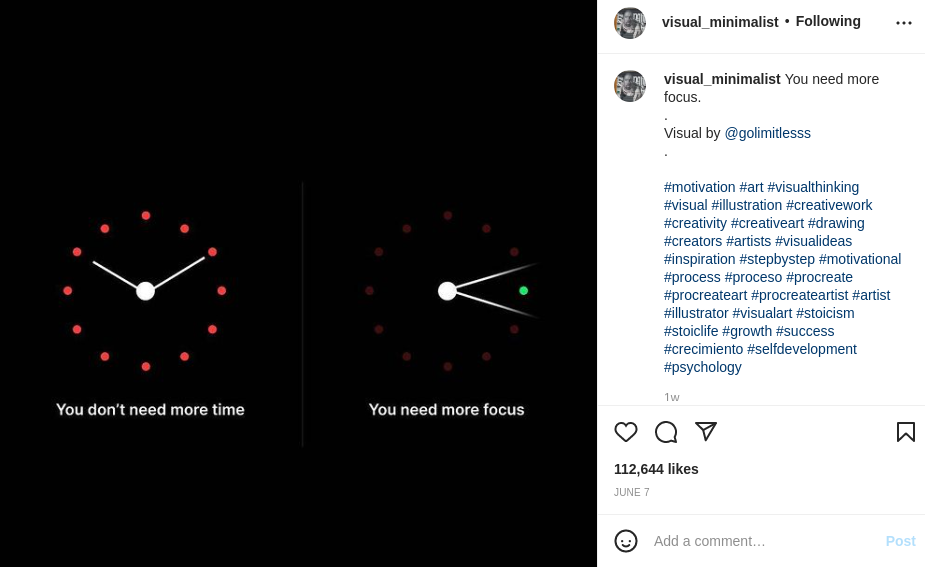 You don't need more time
You need more focus
visual_minimalist • Following
visual_minimalist You need more
focus.
.
Visual by @golimitlesss
.
#motivation #art #visualthinking
#visual #illustration #creativework
#creativity #creativeart #drawing
#creators #artists #visualideas
#inspiration #stepbystep #motivational
#process #proceso #procreate
#procreateart #procreateartist #artist
#illustrator #visualart #stoicism
#stoiclife #growth #success
#crecimiento #selfdevelopment
#psychology
1w
112,644 likes
JUNE 7
Add a comment…
Post